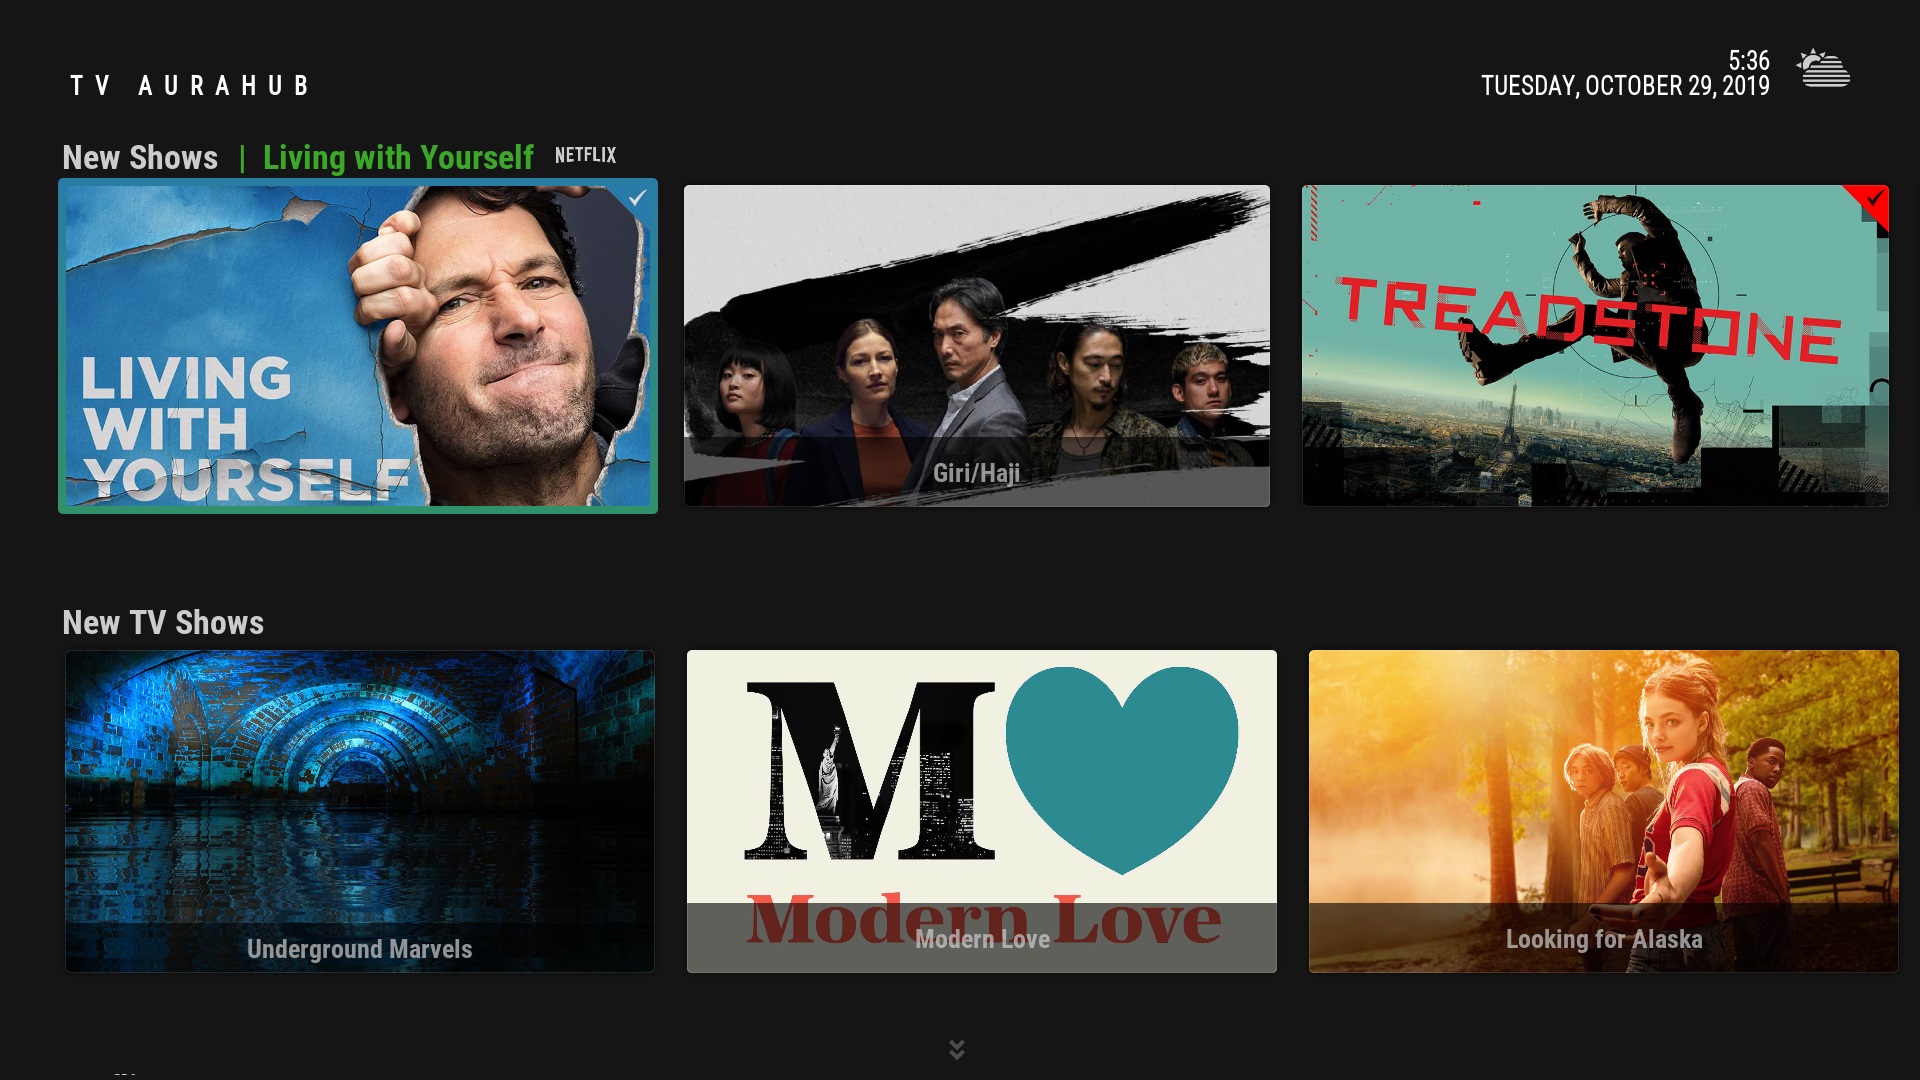 TV AURAHUB
5:36
TUESDAY, OCTOBER 29, 2019
New Shows | Living with Yourself NETFLIX
LIVING
WITH
YOURSELF
Giri/Haji
TREADSTONE
New TV Shows
Underground Marvels
M
Modern Love
Modern Love
Looking for Alaska